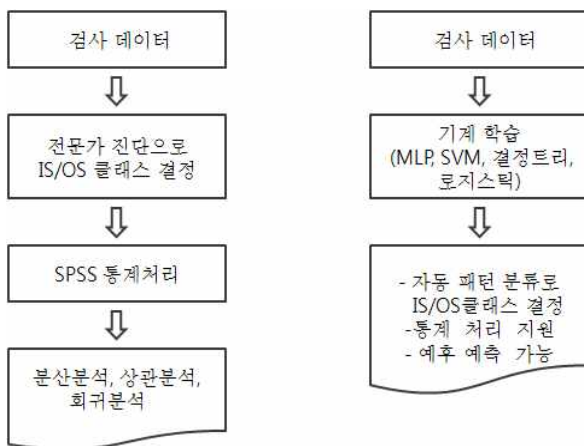 검사 데이터
전문가 진단으로
IS/OS 클래스 결정
SPSS 통계처리
분산분석, 상관분석,
회귀분석
검사 데이터
기계 학습
(MLP, SVM, 결정트리,
로지스틱)
- 자동 패턴 분류로
IS/OS클래스 결정
-통계 처리 지원
- 예후 예측 가능